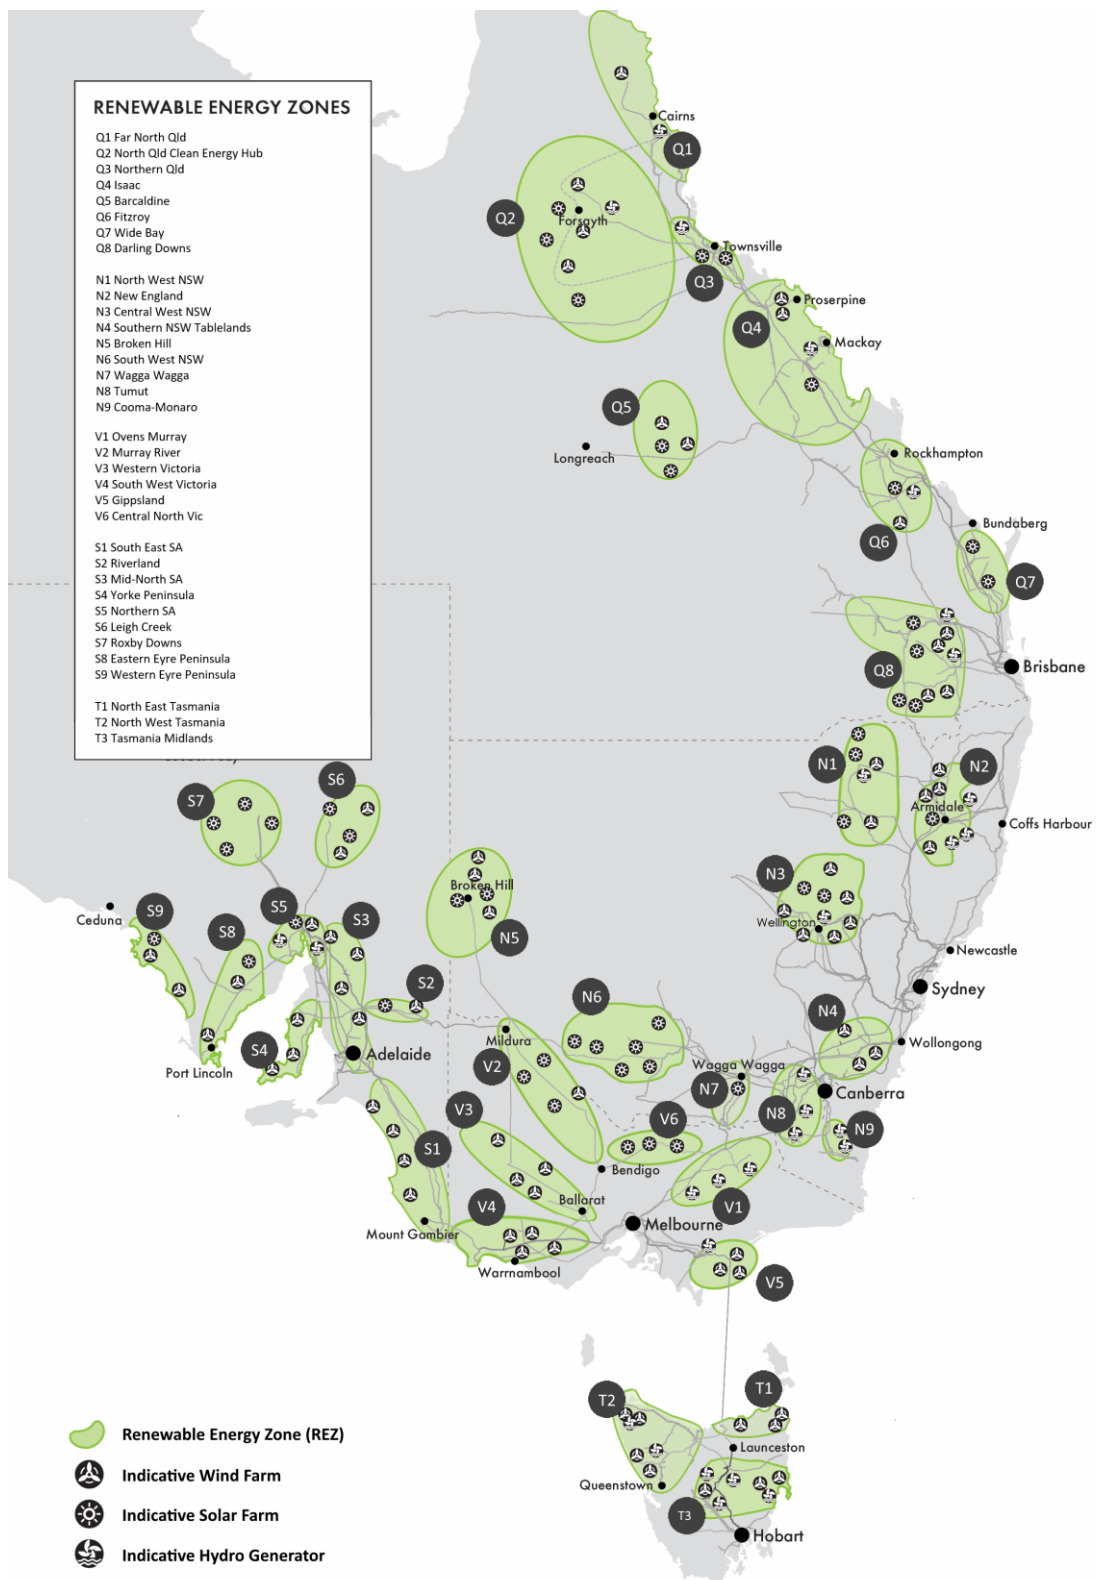 RENEWABLE ENERGY ZONES
Q1 Far North Qld
Q2 North Qld Clean Energy Hub
Q3 Northern Qld
Q4 Isaac
Q5 Barcaldine
Q6 Fitzroy
Q7 Wide Bay
Q8 Darling Downs
N1 North West NSW
N2 New England
N3 Central West NSW
N4 Southern NSW Tablelands
N5 Broken Hill
N6 South West NSW
N7 Wagga Wagga
N8 Tumut
N9 Cooma-Monaro
V1 Ovens Murray
V2 Murray River
V3 Western Victoria
V4 South West Victoria
V5 Gippsland
V6 Central North Vic
S1 South East SA
S2 Riverland
S3 Mid-North SA
S4 Yorke Peninsula
S5 Northern SA
S6 Leigh Creek
S7 Roxby Downs
S8 Eastern Eyre Peninsula
S9 Western Eyre Peninsula
T1 North East Tasmania
T2 North West Tasmania
T3 Tasmania Midlands
Cairns
Q1
Q2
Forsayth
Townsville
Q3
Proserpine
Q4
Mackay
Q5
Longreach
Rockhampton
Q6
Bundaberg
Q7
Q8
Brisbane
N1
N2
Armidale
Coffs Harbour
S6
S7
N3
Broken Hill
Wellington
N5
Ceduna
S9
S5
S3
S8
Newcastle
Sydney
S2
N6
N4
Mildura
Wollongong
S4
Adelaide
Port Lincoln
V2
Wagga Wagga
N7
Canberra
V3
V6
N8
N9
S1
Bendigo
Ballarat
V4
V1
Mount Gambier
Melbourne
Warrnambool
V5
T1
T2
Launceston
Queenstown
T3
Hobart
Renewable Energy Zone (REZ)
Indicative Wind Farm
Indicative Solar Farm
Indicative Hydro Generator